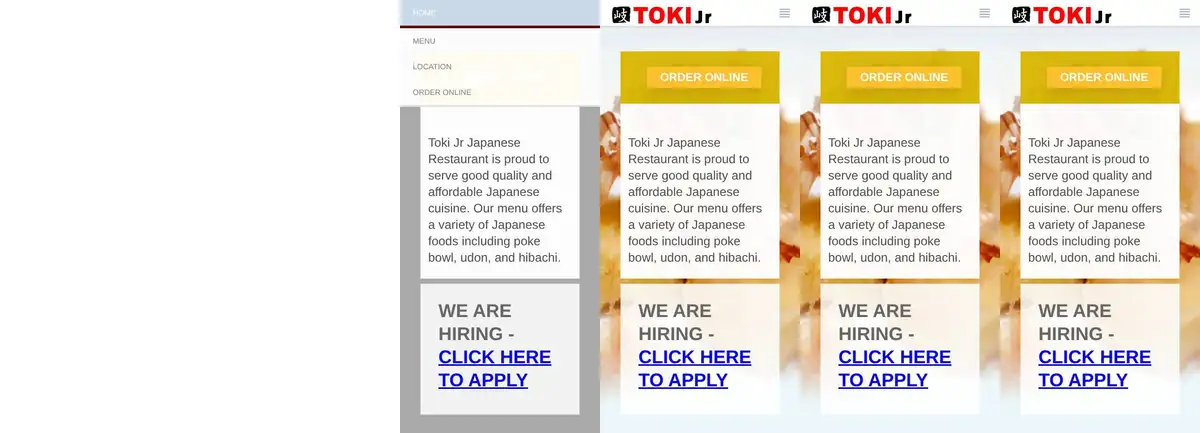 HOME
MENU
LOCATION
ORDER ONLINE
Toki Jr Japanese
Restaurant is proud to
serve good quality and
affordable Japanese
cuisine. Our menu offers
a variety of Japanese
foods including poke
bowl, udon, and hibachi.
WE ARE
HIRING -
CLICK HERE
TO APPLY
岐 TOKI Jr
ORDER ONLINE
Toki Jr Japanese
Restaurant is proud to
serve good quality and
affordable Japanese
cuisine. Our menu offers
a variety of Japanese
foods including poke
bowl, udon, and hibachi.
WE ARE
HIRING -
CLICK HERE
TO APPLY
岐 TOKI Jr
ORDER ONLINE
Toki Jr Japanese
Restaurant is proud to
serve good quality and
affordable Japanese
cuisine. Our menu offers
a variety of Japanese
foods including poke
bowl, udon, and hibachi.
WE ARE
HIRING -
CLICK HERE
TO APPLY
岐 TOKI Jr
ORDER ONLINE
Toki Jr Japanese
Restaurant is proud to
serve good quality and
affordable Japanese
cuisine. Our menu offers
a variety of Japanese
foods including poke
bowl, udon, and hibachi.
WE ARE
HIRING -
CLICK HERE
TO APPLY